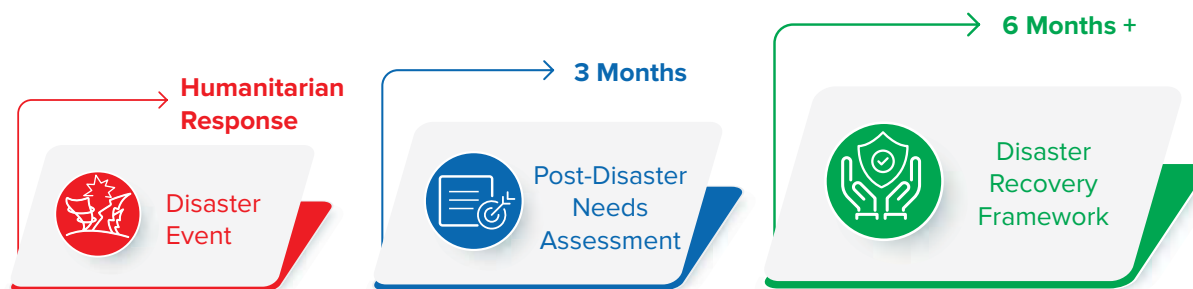 Humanitarian
Response
Disaster
Event
3 Months
Post-Disaster
Needs
Assessment
6 Months +
Disaster
Recovery
Framework